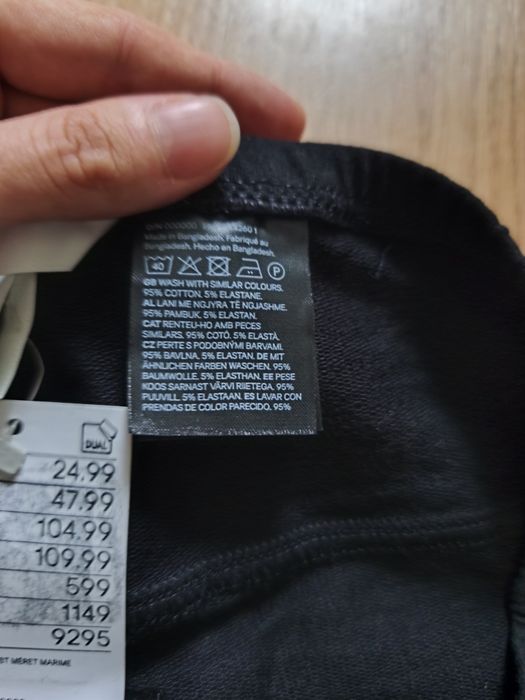 Made in Bangladesh. Fabriqué au
Bangladesh. Hecho en Bangladesh.
40 P
GB WASH WITH SIMILAR COLOURS.
95% COTTON, 5% ELASTANE.
AL LANI ME NGJYRA TË NGJASHME.
95% PAMBUK, 5% ELASTAN.
CAT RENTEU-HO AMB PECES
SIMILARS. 95% COTÓ, 5% ELASTÀ.
CZ PERTE S PODOBNÝMI BARVAMI.
95% BAVLNA, 5% ELASTAN. DE MIT
ÄHNLICHEN FARBEN WASCHEN. 95%
BAUMWOLLE, 5% ELASTHAN. EE PESE
KOOS SARNAST VÄRVI RIIETEGA. 95%
PUUVILL, 5% ELASTAAN. ES LAVAR CON
PRENDAS DE COLOR PARECIDO. 95%
DUAL
24.99
47.99
104.99
109.99
599
1149
9295
MÉRET MARIME